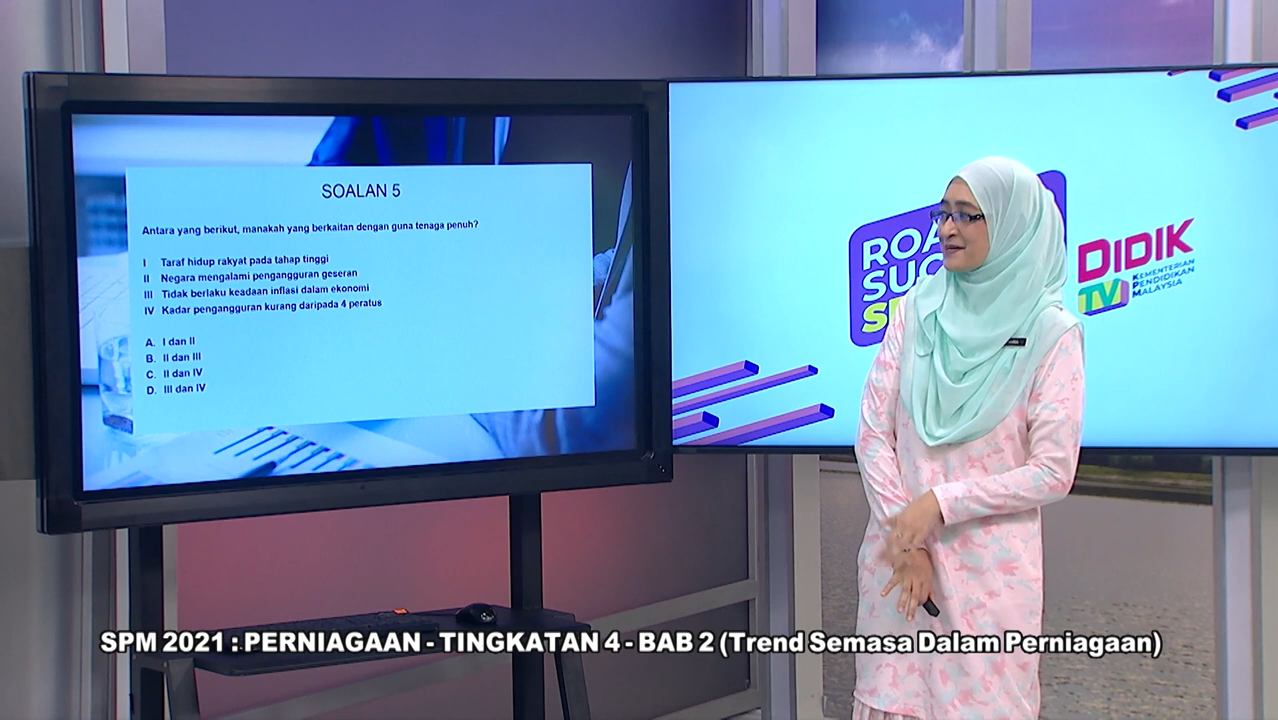 SOALAN 5
Antara yang berikut, manakah yang berkaitan dengan guna tenaga penuh?
I Taraf hidup rakyat pada tahap tinggi
II Negara mengalami pengangguran geseran
III Tidak berlaku keadaan inflasi dalam ekonomi
IV Kadar pengangguran kurang daripada 4 peratus
A. I dan II
B. II dan III
C. II dan IV
D. III dan IV
DIDIK
TV
KEMENTERIAN
PENDIDIKAN
MALAYSIA
SPM 2021 : PERNIAGAAN - TINGKATAN 4 - BAB 2 (Trend Semasa Dalam Perniagaan)